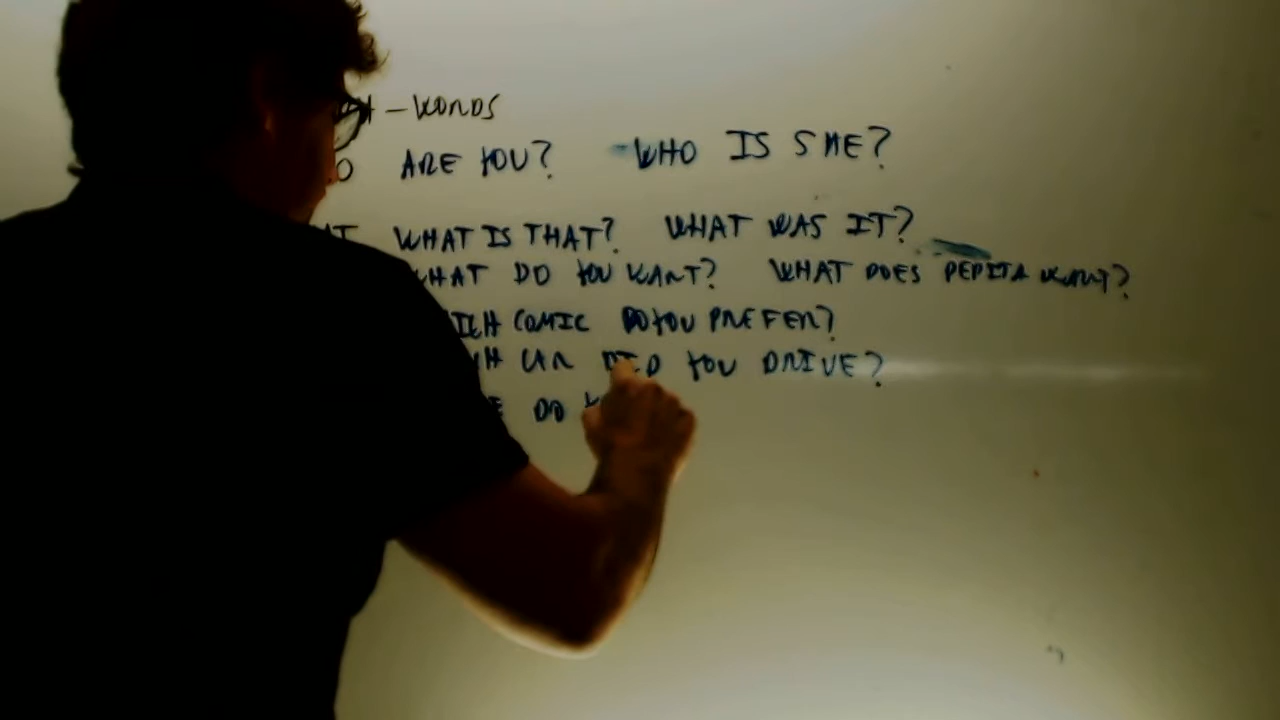 - WORDS
ARE YOU? WHO IS SHE?
WHAT IS THAT? WHAT WAS IT?
WHAT DO YOU WANT? WHAT DOES PEPITA WANT?
COMIC DO YOU PREFER?
CAR DID YOU DRIVE?
DO